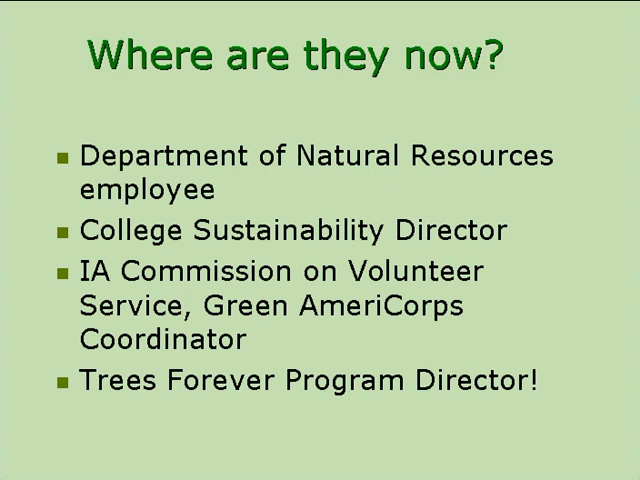 Where are they now?
Department of Natural Resources
employee
College Sustainability Director
IA Commission on Volunteer
Service, Green AmeriCorps
Coordinator
Trees Forever Program Director!